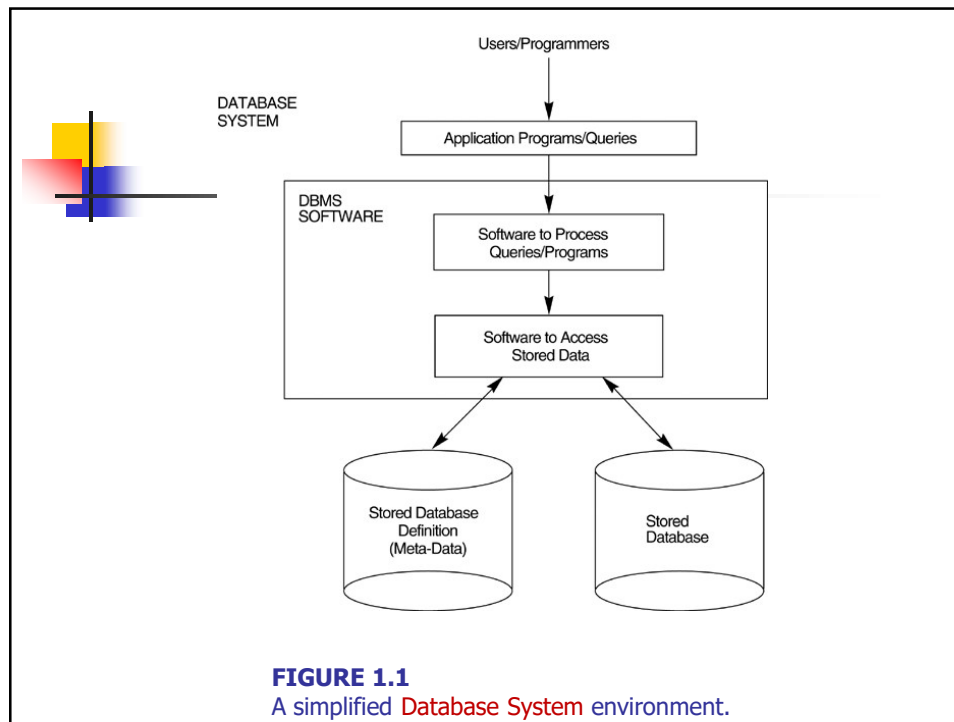 Users/Programmers
DATABASE
SYSTEM
Application Programs/Queries
DBMS
SOFTWARE
Software to Process
Queries/Programs
Software to Access
Stored Data
Stored Database
Definition
(Meta-Data)
Stored
Database
FIGURE 1.1
A simplified Database System environment.